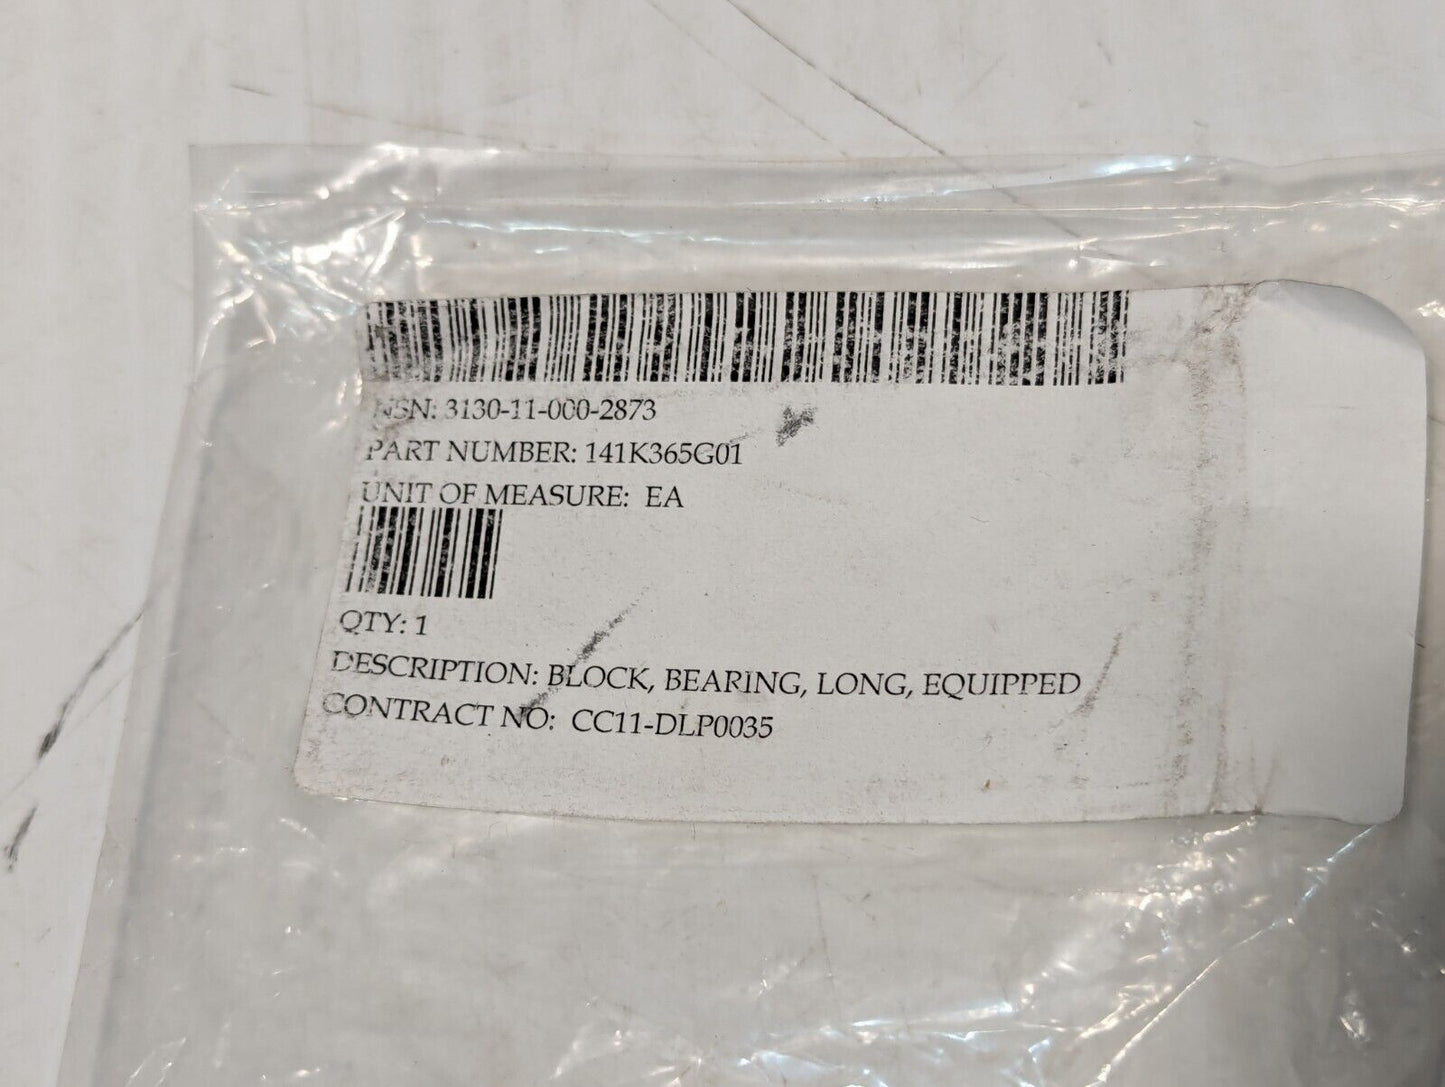 NSN: 3130-11-000-2873
PART NUMBER: 141K365G01
UNIT OF MEASURE: EA
QTY: 1
DESCRIPTION: BLOCK, BEARING, LONG, EQUIPPED
CONTRACT NO: CC11-DLP0035